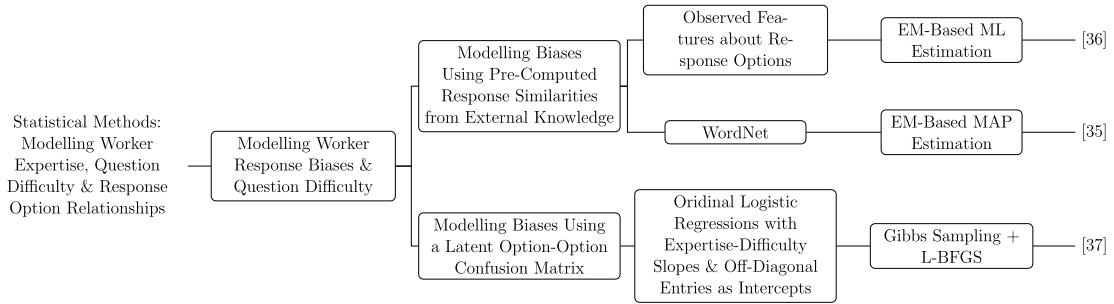 Statistical Methods:
Modelling Worker
Expertise, Question
Difficulty & Response
Option Relationships
Modelling Worker
Response Biases &
Question Difficulty
Modelling Biases
Using Pre-Computed
Response Similarities
from External Knowledge
Observed Fea-
tures about Re-
sponse Options
EM-Based ML
Estimation
[36]
WordNet
EM-Based MAP
Estimation
[35]
Modelling Biases Using
a Latent Option-Option
Confusion Matrix
Oridinal Logistic
Regressions with
Expertise-Difficulty
Slopes & Off-Diagonal
Entries as Intercepts
Gibbs Sampling +
L-BFGS
[37]